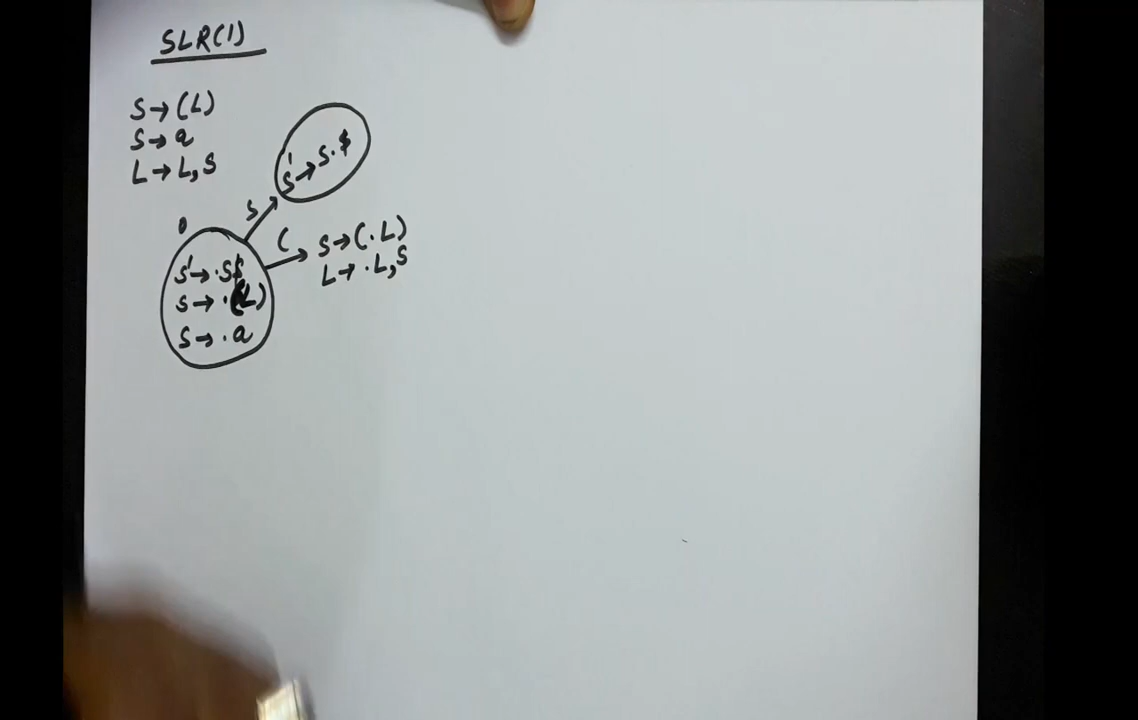 SLR(1)
S→(L)
S→a
L→L,S
S'→S.$
S
0
(
S→(.L)
L→.L,S
S'→.S$
S→.(L)
S→.a